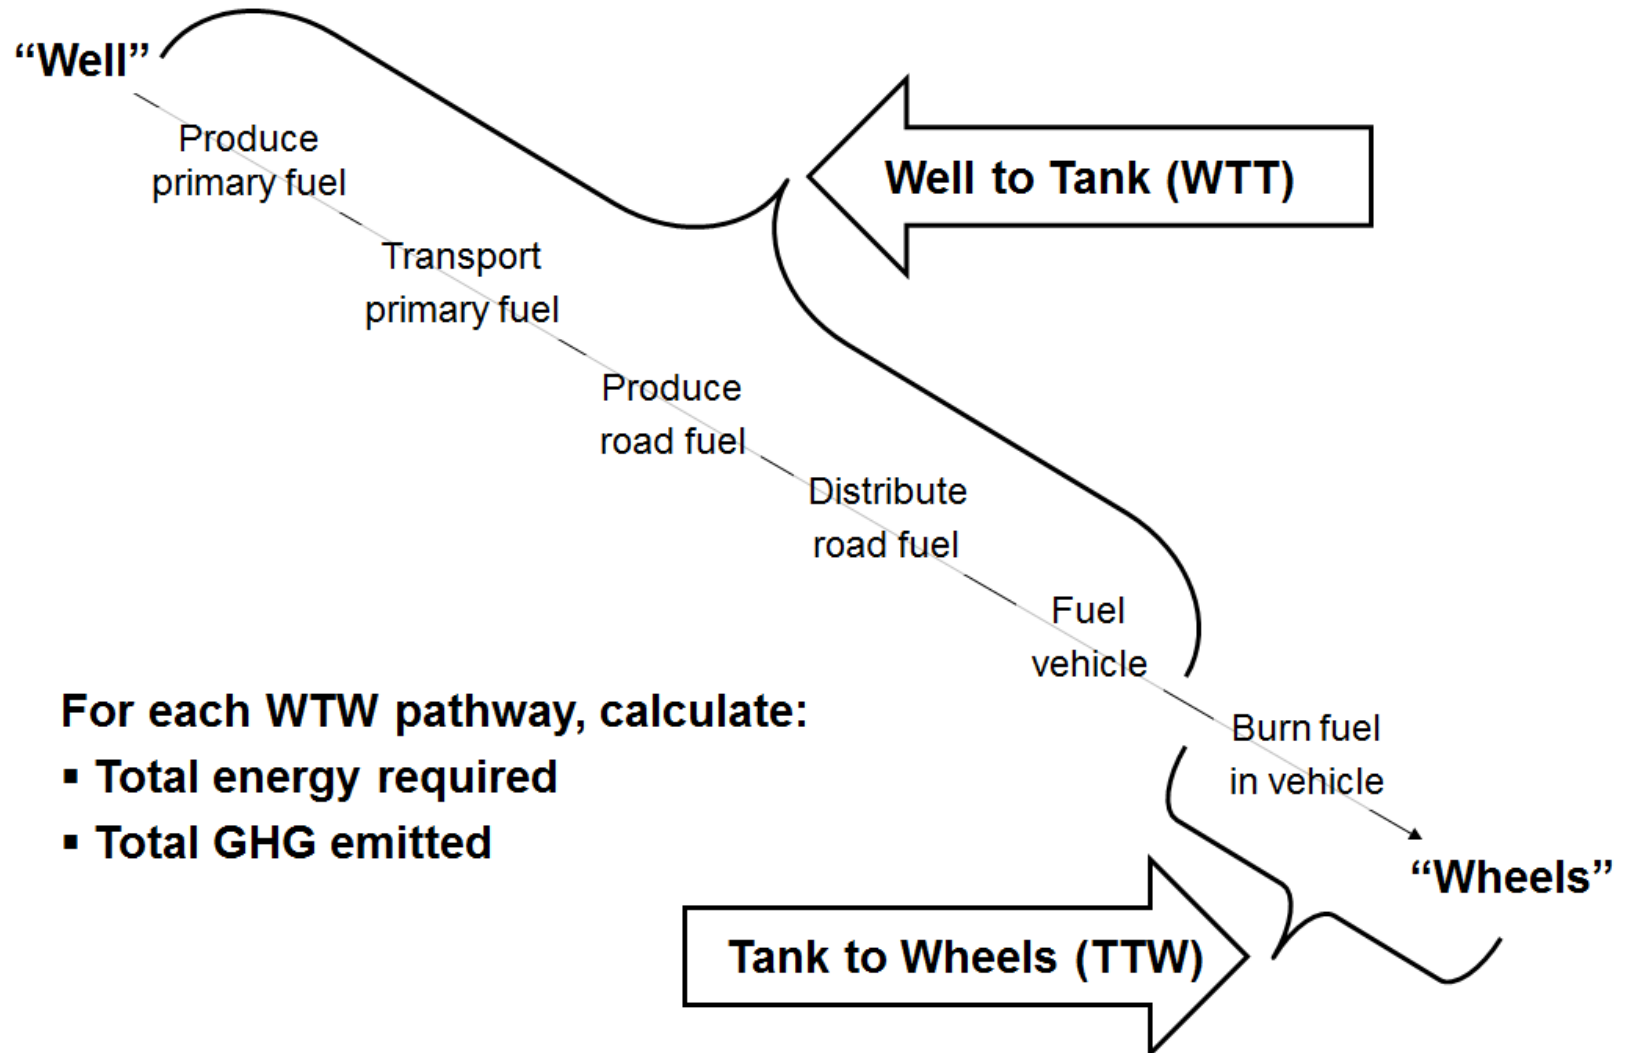 “Well”
Produce
primary fuel
Transport
primary fuel
Produce
road fuel
Distribute
road fuel
Fuel
vehicle
Burn fuel
in vehicle
“Wheels”
Well to Tank (WTT)
Tank to Wheels (TTW)
For each WTW pathway, calculate:
▪ Total energy required
▪ Total GHG emitted